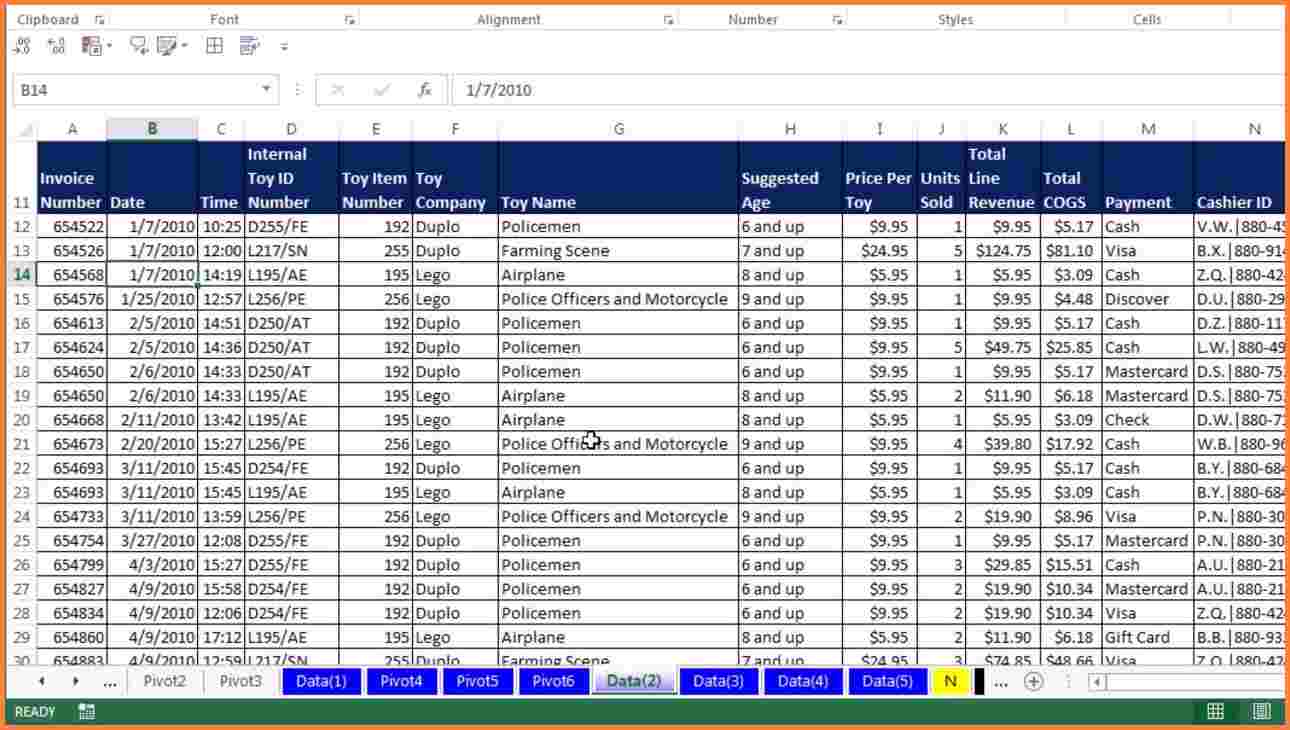 Clipboard Font Alignment Number Styles Cells
B14 fx 1/7/2010
A B C D E F G H I J K L M N
11 Invoice Number Date Time Internal Toy ID Number Toy Item Number Toy Company Toy Name Suggested Age Price Per Toy Units Sold Total Line Revenue Total COGS Payment Cashier ID
12 654522 1/7/2010 10:25 D255/FE 192 Duplo Policemen 6 and up $9.95 1 $9.95 $5.17 Cash V.W.|880-45
13 654526 1/7/2010 12:00 L217/SN 255 Duplo Farming Scene 7 and up $24.95 5 $124.75 $81.10 Visa B.X.|880-914
14 654568 1/7/2010 14:19 L195/AE 195 Lego Airplane 8 and up $5.95 1 $5.95 $3.09 Cash Z.Q.|880-42
15 654576 1/25/2010 12:57 L256/PE 256 Lego Police Officers and Motorcycle 9 and up $9.95 1 $9.95 $4.48 Discover D.U.|880-29
16 654613 2/5/2010 14:51 D250/AT 192 Duplo Policemen 6 and up $9.95 1 $9.95 $5.17 Cash D.Z.|880-11
17 654624 2/5/2010 14:36 D250/AT 192 Duplo Policemen 6 and up $9.95 5 $49.75 $25.85 Cash L.W.|880-49
18 654650 2/6/2010 14:33 D250/AT 192 Duplo Policemen 6 and up $9.95 1 $9.95 $5.17 Mastercard D.S.|880-75
19 654650 2/6/2010 14:33 L195/AE 195 Lego Airplane 8 and up $5.95 2 $11.90 $6.18 Mastercard D.S.|880-75
20 654668 2/11/2010 13:42 L195/AE 195 Lego Airplane 8 and up $5.95 1 $5.95 $3.09 Check D.W.|880-7
21 654673 2/20/2010 15:27 L256/PE 256 Lego Police Officers and Motorcycle 9 and up $9.95 4 $39.80 $17.92 Cash W.B.|880-96
22 654693 3/11/2010 15:45 D254/FE 192 Duplo Policemen 6 and up $9.95 1 $9.95 $5.17 Cash B.Y.|880-684
23 654693 3/11/2010 15:45 L195/AE 195 Lego Airplane 8 and up $5.95 1 $5.95 $3.09 Cash B.Y.|880-684
24 654733 3/11/2010 13:59 L256/PE 256 Lego Police Officers and Motorcycle 9 and up $9.95 2 $19.90 $8.96 Visa P.N.|880-30
25 654754 3/27/2010 12:08 D255/FE 192 Duplo Policemen 6 and up $9.95 1 $9.95 $5.17 Mastercard P.N.|880-30
26 654799 4/3/2010 15:27 D255/FE 192 Duplo Policemen 6 and up $9.95 3 $29.85 $15.51 Cash A.U.|880-21
27 654827 4/9/2010 15:58 D254/FE 192 Duplo Policemen 6 and up $9.95 2 $19.90 $10.34 Mastercard A.U.|880-21
28 654834 4/9/2010 12:06 D254/FE 192 Duplo Policemen 6 and up $9.95 2 $19.90 $10.34 Visa Z.Q.|880-42
29 654860 4/9/2010 17:12 L195/AE 195 Lego Airplane 8 and up $5.95 2 $11.90 $6.18 Gift Card B.B.|880-93
30 654883 4/9/2010 12:59 L217/SN 255 Duplo Farming Scene 7 and up $24.95 3 $74.85 $48.66 Visa Z.Q.|880-42
... Pivot2 Pivot3 Data(1) Pivot4 Pivot5 Pivot6 Data(2) Data(3) Data(4) Data(5) N ...
READY